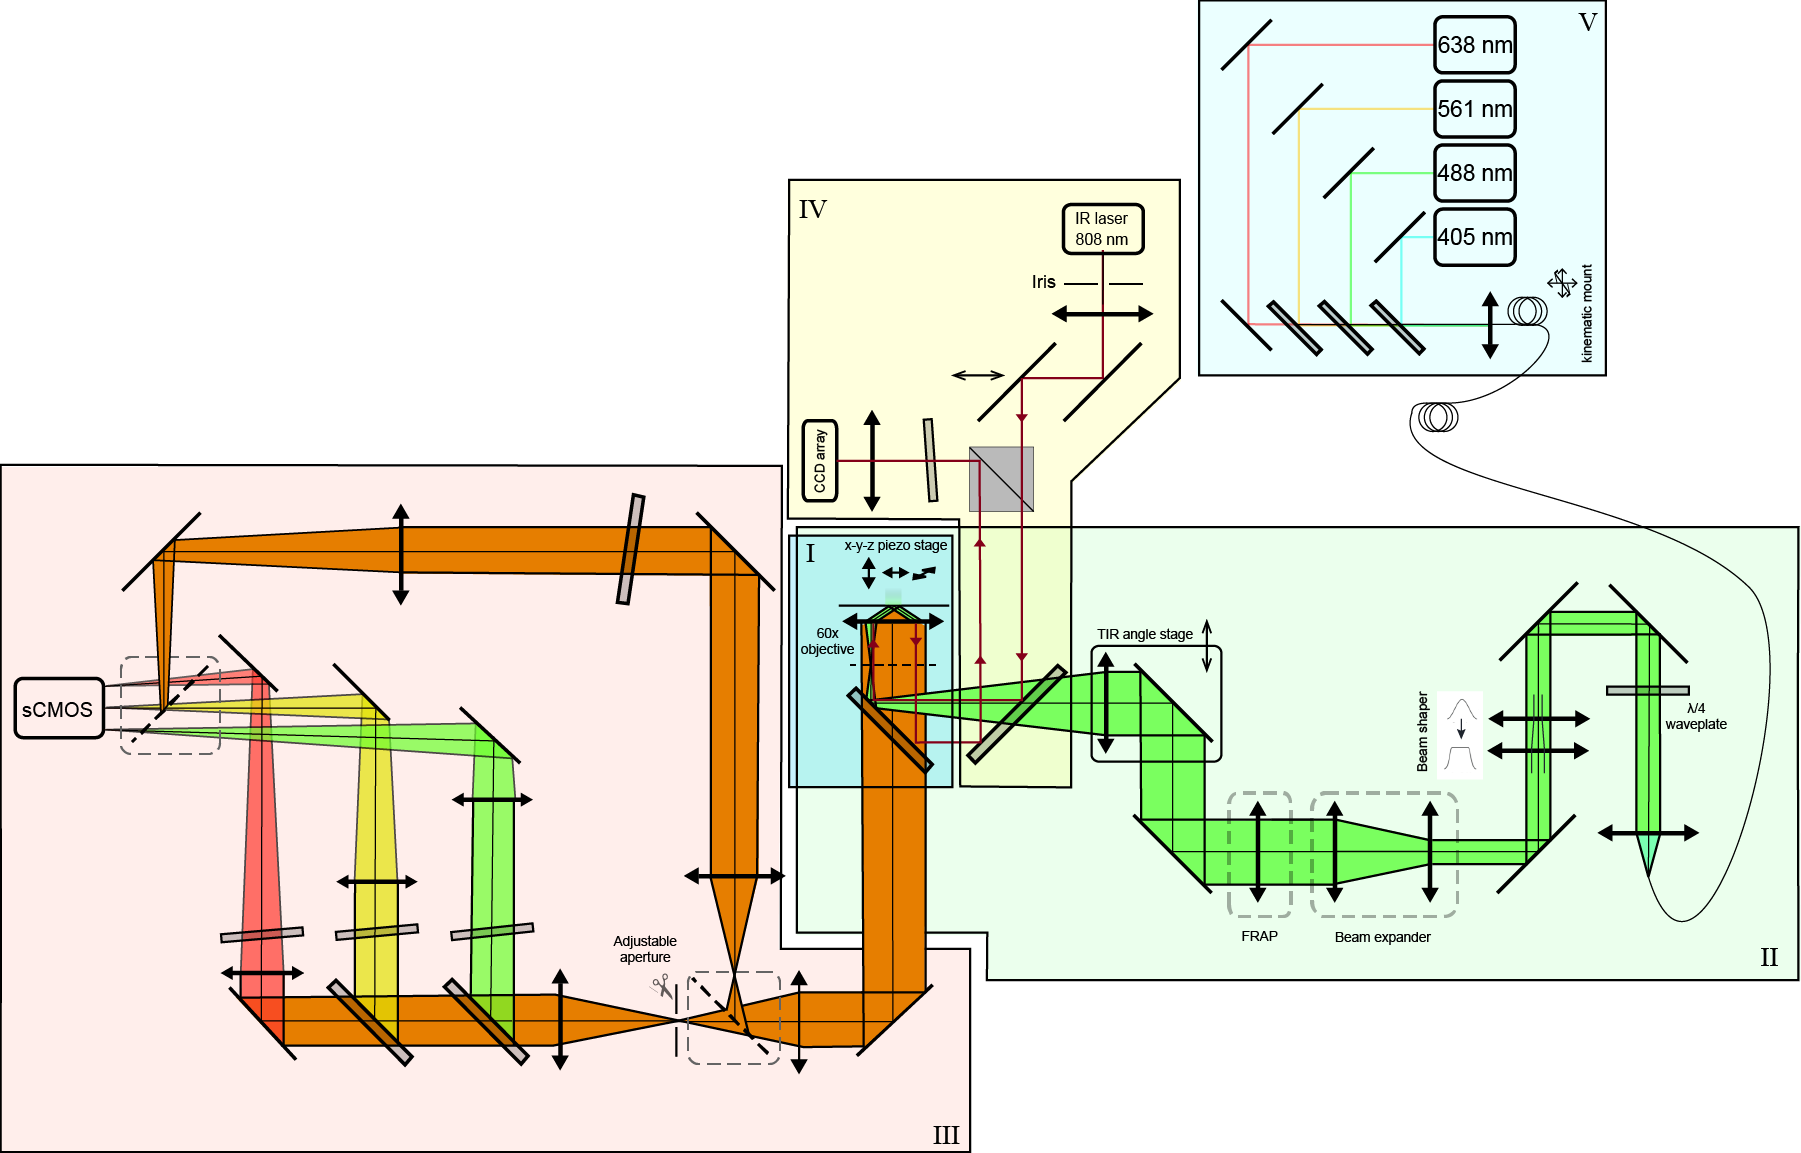 V
638 nm
561 nm
488 nm
405 nm
kinematic mount
IV
IR laser
808 nm
Iris
CCD array
I
x-y-z piezo stage
60x
objective
TIR angle stage
Beam shaper
λ/4
waveplate
sCMOS
Adjustable
aperture
FRAP
Beam expander
II
III